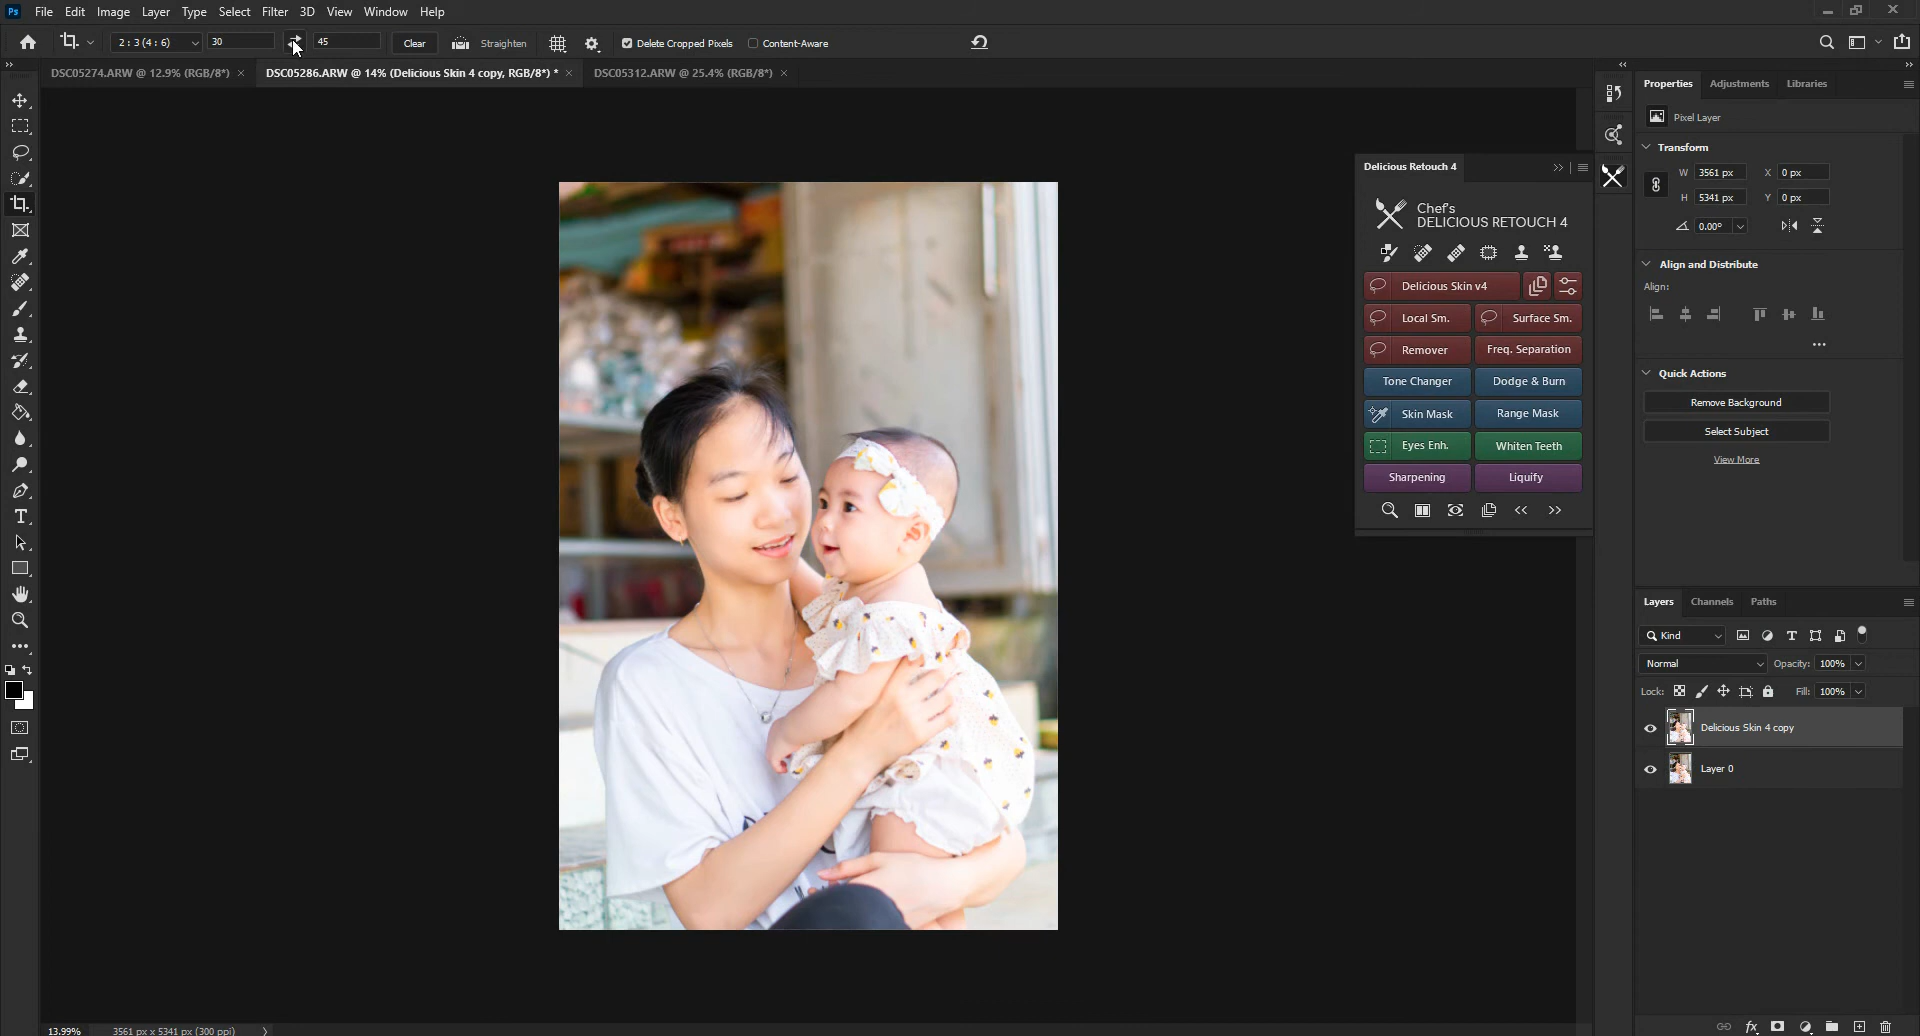 Ps File Edit Image Layer Type Select Filter 3D View Window Help
2 : 3 (4 : 6) 30 45 Clear Straighten Delete Cropped Pixels Content-Aware
DSC05274.ARW @ 12.9% (RGB/8*) × DSC05286.ARW @ 14% (Delicious Skin 4 copy, RGB/8*) * × DSC05312.ARW @ 25.4% (RGB/8*) ×
Properties Adjustments Libraries
Pixel Layer
Transform
W 3561 px X 0 px
H 5341 px Y 0 px
0.00°
Align and Distribute
Align:
Quick Actions
Remove Background
Select Subject
View More
Delicious Retouch 4
Chef's
DELICIOUS RETOUCH 4
Delicious Skin v4
Local Sm. Surface Sm.
Remover Freq. Separation
Tone Changer Dodge & Burn
Skin Mask Range Mask
Eyes Enh. Whiten Teeth
Sharpening Liquify
Layers Channels Paths
Kind
Normal Opacity: 100%
Lock: Fill: 100%
Delicious Skin 4 copy
Layer 0
13.99% 3561 px x 5341 px (300 ppi)